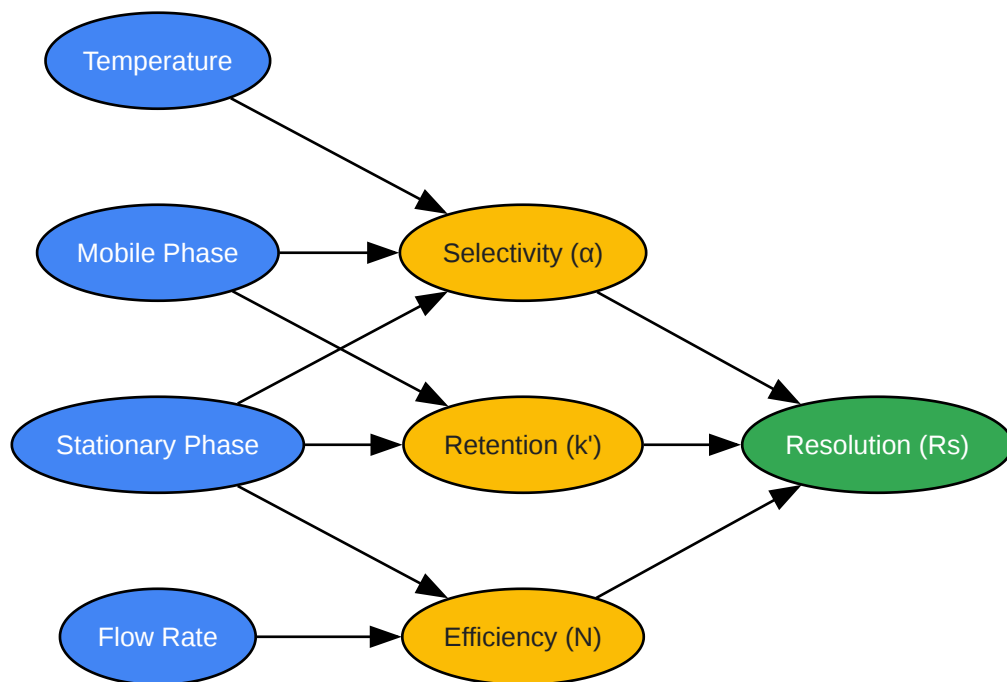 Temperature
Mobile Phase
Selectivity (α)
Stationary Phase
Retention (k')
Resolution (Rs)
Flow Rate
Efficiency (N)